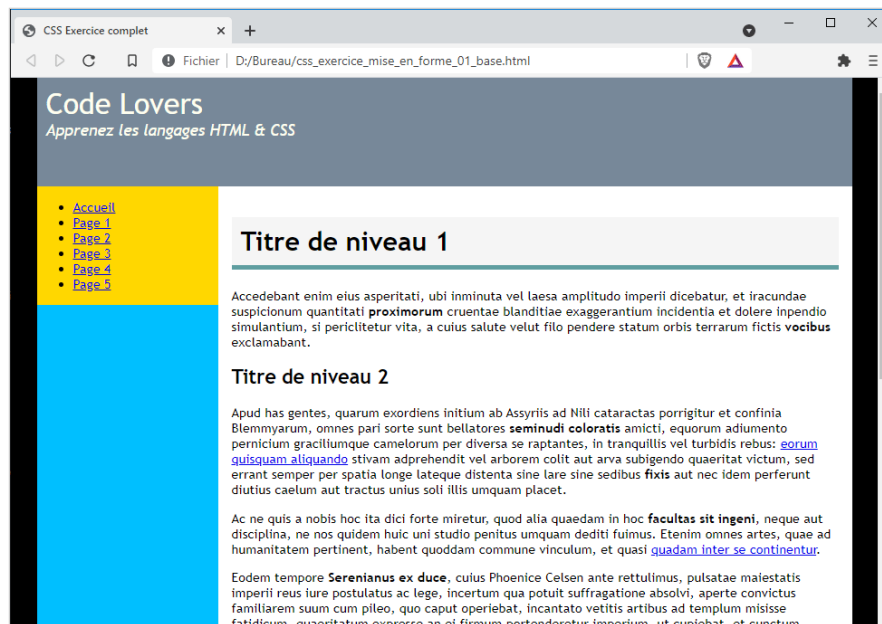 CSS Exercice complet
Fichier D:/Bureau/css_exercice_mise_en_forme_01_base.html
Code Lovers
Apprenez les langages HTML & CSS
Accueil
Page 1
Page 2
Page 3
Page 4
Page 5
Titre de niveau 1
Accedebant enim eius asperitati, ubi inminuta vel laesa amplitudo imperii dicebatur, et iracundae
suspicionum quantitati proximorum cruentae blanditiae exaggerantium incidentia et dolere inpendio
simulantium, si periclitetur vita, a cuius salute velut filo pendere statum orbis terrarum fictis vocibus
exclamabant.
Titre de niveau 2
Apud has gentes, quarum exordiens initium ab Assyriis ad Nili cataractas porrigitur et confinia
Blemmyarum, omnes pari sorte sunt bellatores seminudi coloratis amicti, equorum adiumento
pernicium graciliumque camelorum per diversa se raptantes, in tranquillis vel turbidis rebus: eorum
quisquam aliquando stivam adprehendit vel arborem colit aut arva subigendo quaeritat victum, sed
errant semper per spatia longe lateque distenta sine lare sine sedibus fixis aut nec idem perferunt
diutius caelum aut tractus unius soli illis umquam placet.
Ac ne quis a nobis hoc ita dici forte miretur, quod alia quaedam in hoc facultas sit ingeni, neque aut
disciplina, ne nos quidem huic uni studio penitus umquam dediti fuimus. Etenim omnes artes, quae ad
humanitatem pertinent, habent quoddam commune vinculum, et quasi quadam inter se continentur.
Eodem tempore Serenianus ex duce, cuius Phoenice Celsen ante rettulimus, pulsatae maiestatis
imperii reus iure postulatus ac lege, incertum qua potuit suffragatione absolvi, aperte convictus
familiarem suum cum pileo, quo caput operiebat, incantato vetitis artibus ad templum misisse
fatidicum, quaeritatum expresse an ei firmum portenderetur imperium, ut cupiebat, et cunctum